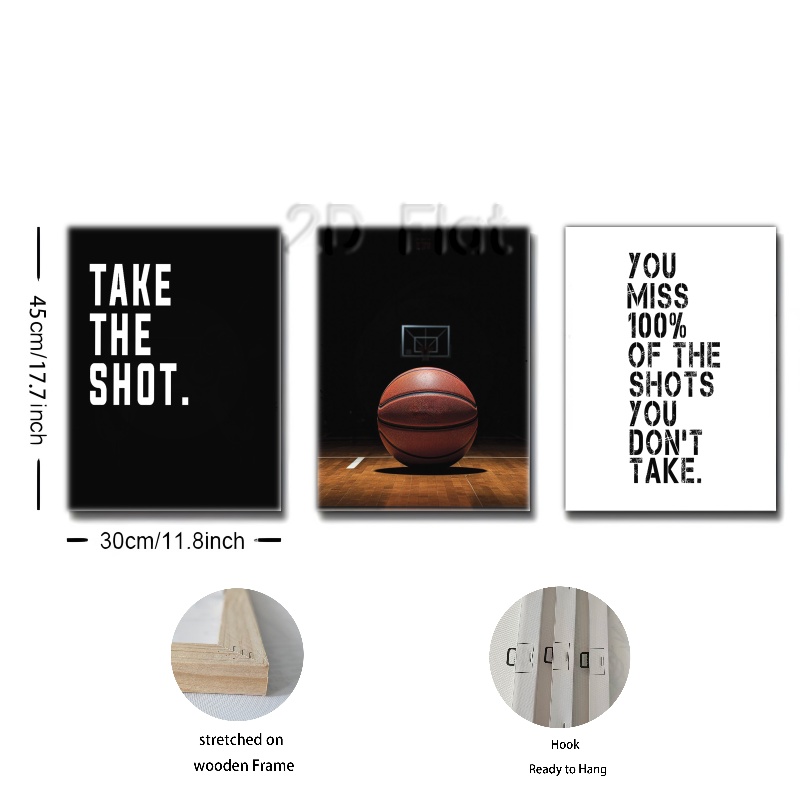 2D Flat
TAKE
THE
SHOT.
YOU
MISS
100%
OF THE
SHOTS
YOU
DON'T
TAKE.
45cm/17.7inch
30cm/11.8inch
stretched on
wooden Frame
Hook
Ready to Hang